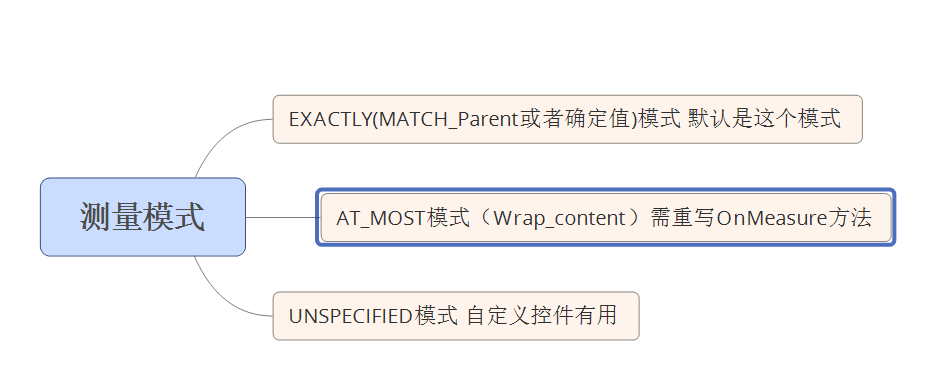 EXACTLY(MATCH_Parent或者确定值)模式 默认是这个模式
测量模式
AT_MOST模式（Wrap_content）需重写OnMeasure方法
UNSPECIFIED模式 自定义控件有用